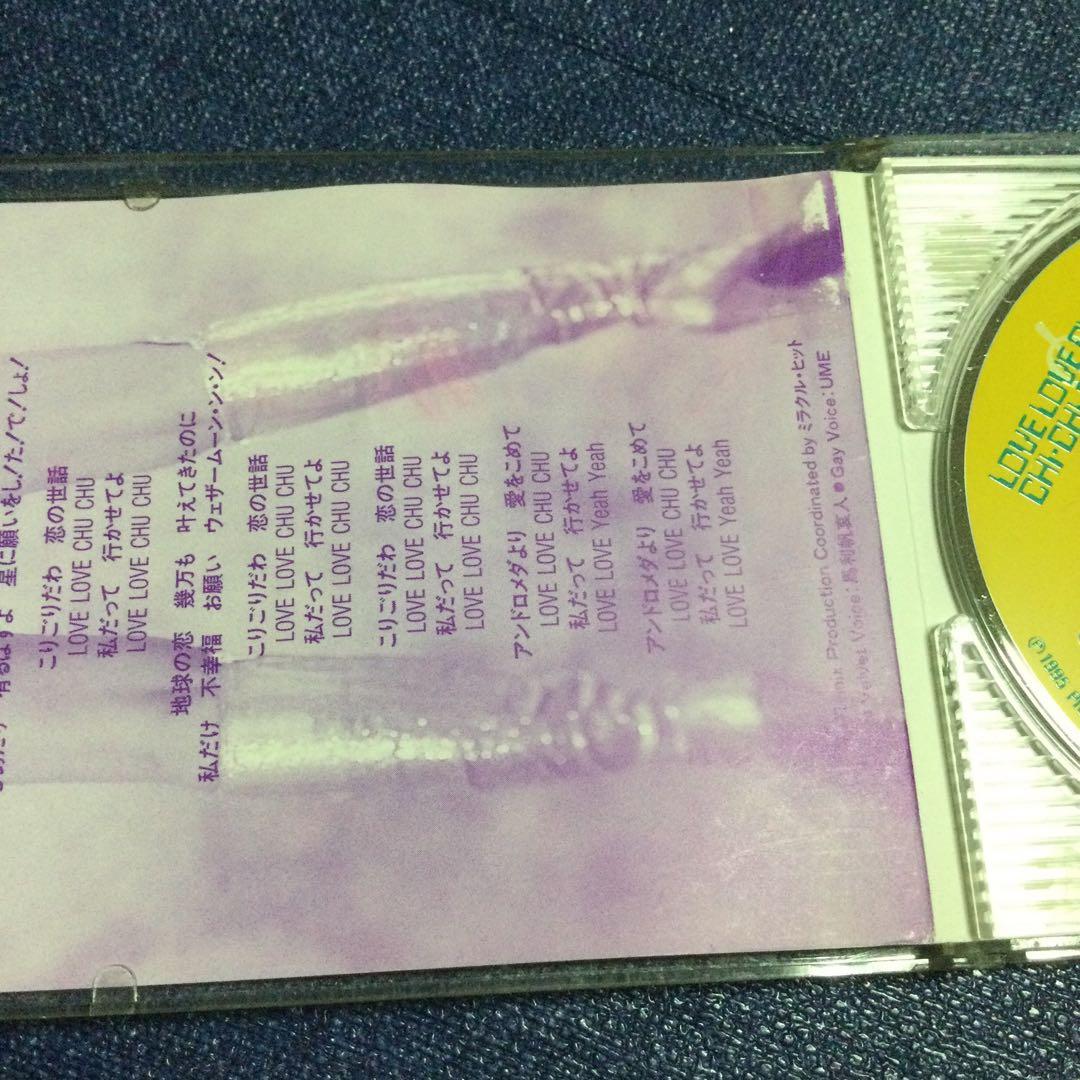 有るはずよ 星に願いをし!た!で!しょ!
こりごりだわ 恋の世話
LOVE LOVE CHU CHU
私だって 行かせてよ
LOVE LOVE CHU CHU
地球の恋 幾万も 叶えてきたのに
私だけ 不幸福 お願い ウェザームーン・ン・ン!
こりごりだわ 恋の世話
LOVE LOVE CHU CHU
私だって 行かせてよ
LOVE LOVE CHU CHU
こりごりだわ 恋の世話
LOVE LOVE CHU CHU
私だって 行かせてよ
LOVE LOVE CHU CHU
アンドロメダより 愛をこめて
LOVE LOVE CHU CHU
私だって 行かせてよ
LOVE LOVE Yeah Yeah
アンドロメダより 愛をこめて
LOVE LOVE CHU CHU
私だって 行かせてよ
LOVE LOVE Yeah Yeah
Production Coordinated by ミラクル・ヒット
Velvet Voice:馬利帆哀人●Gay Voice:UME
LOVE LOVE
CHI・CHI
Ⓟ1995